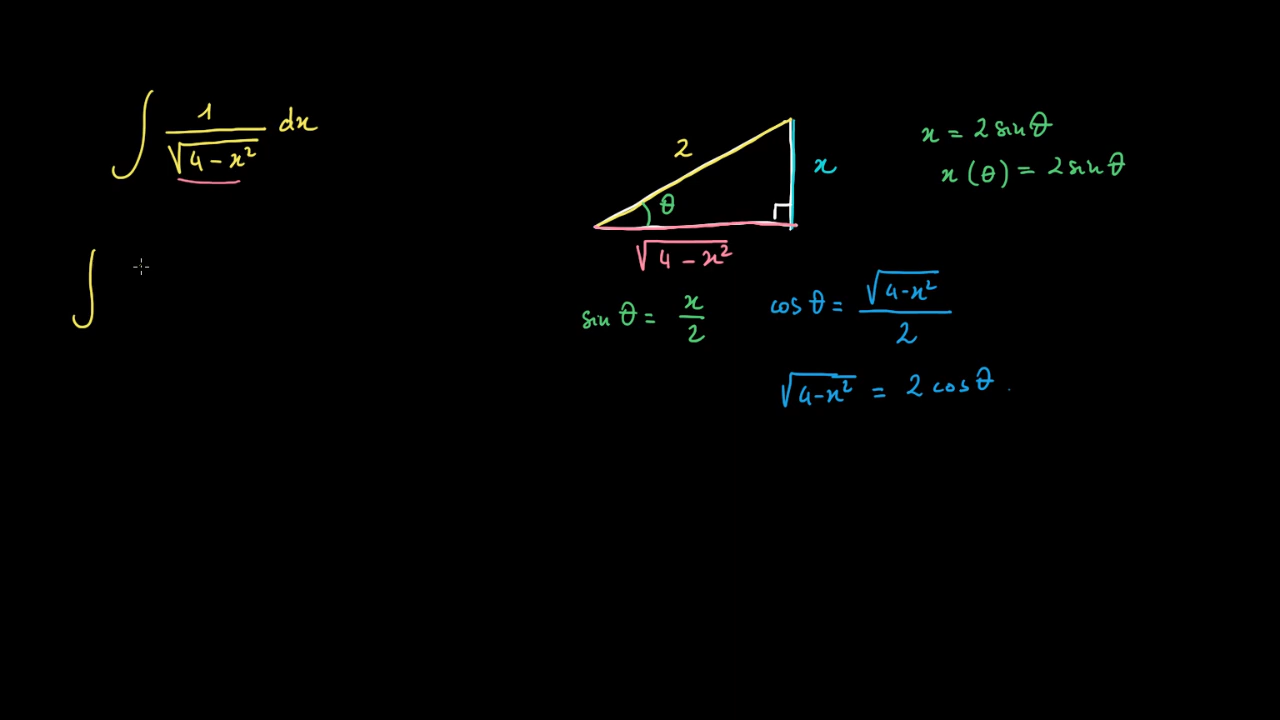 ∫ 1/√(4 − x²) dx
2
x
θ
√(4 − x²)
x = 2 sin θ
x (θ) = 2 sin θ
∫
sin θ = x/2
cos θ = √(4−x²)/2
√(4−x²) = 2 cos θ .